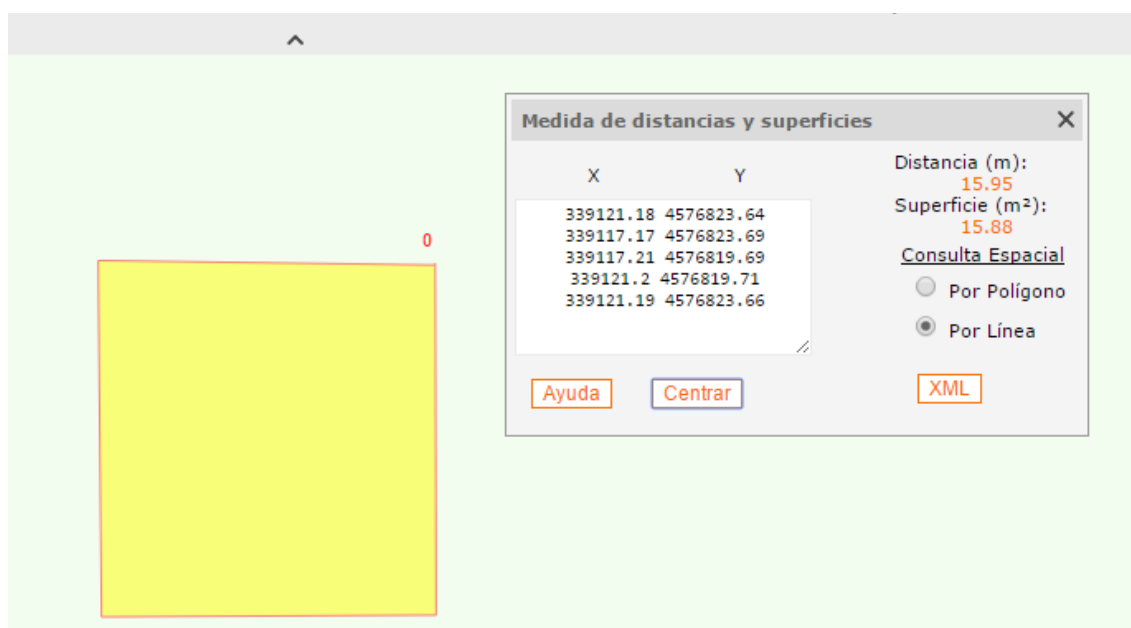 0
Medida de distancias y superficies
X Y
339121.18 4576823.64
339117.17 4576823.69
339117.21 4576819.69
339121.2 4576819.71
339121.19 4576823.66
Distancia (m):
15.95
Superficie (m²):
15.88
Consulta Espacial
Por Polígono
Por Línea
Ayuda Centrar XML